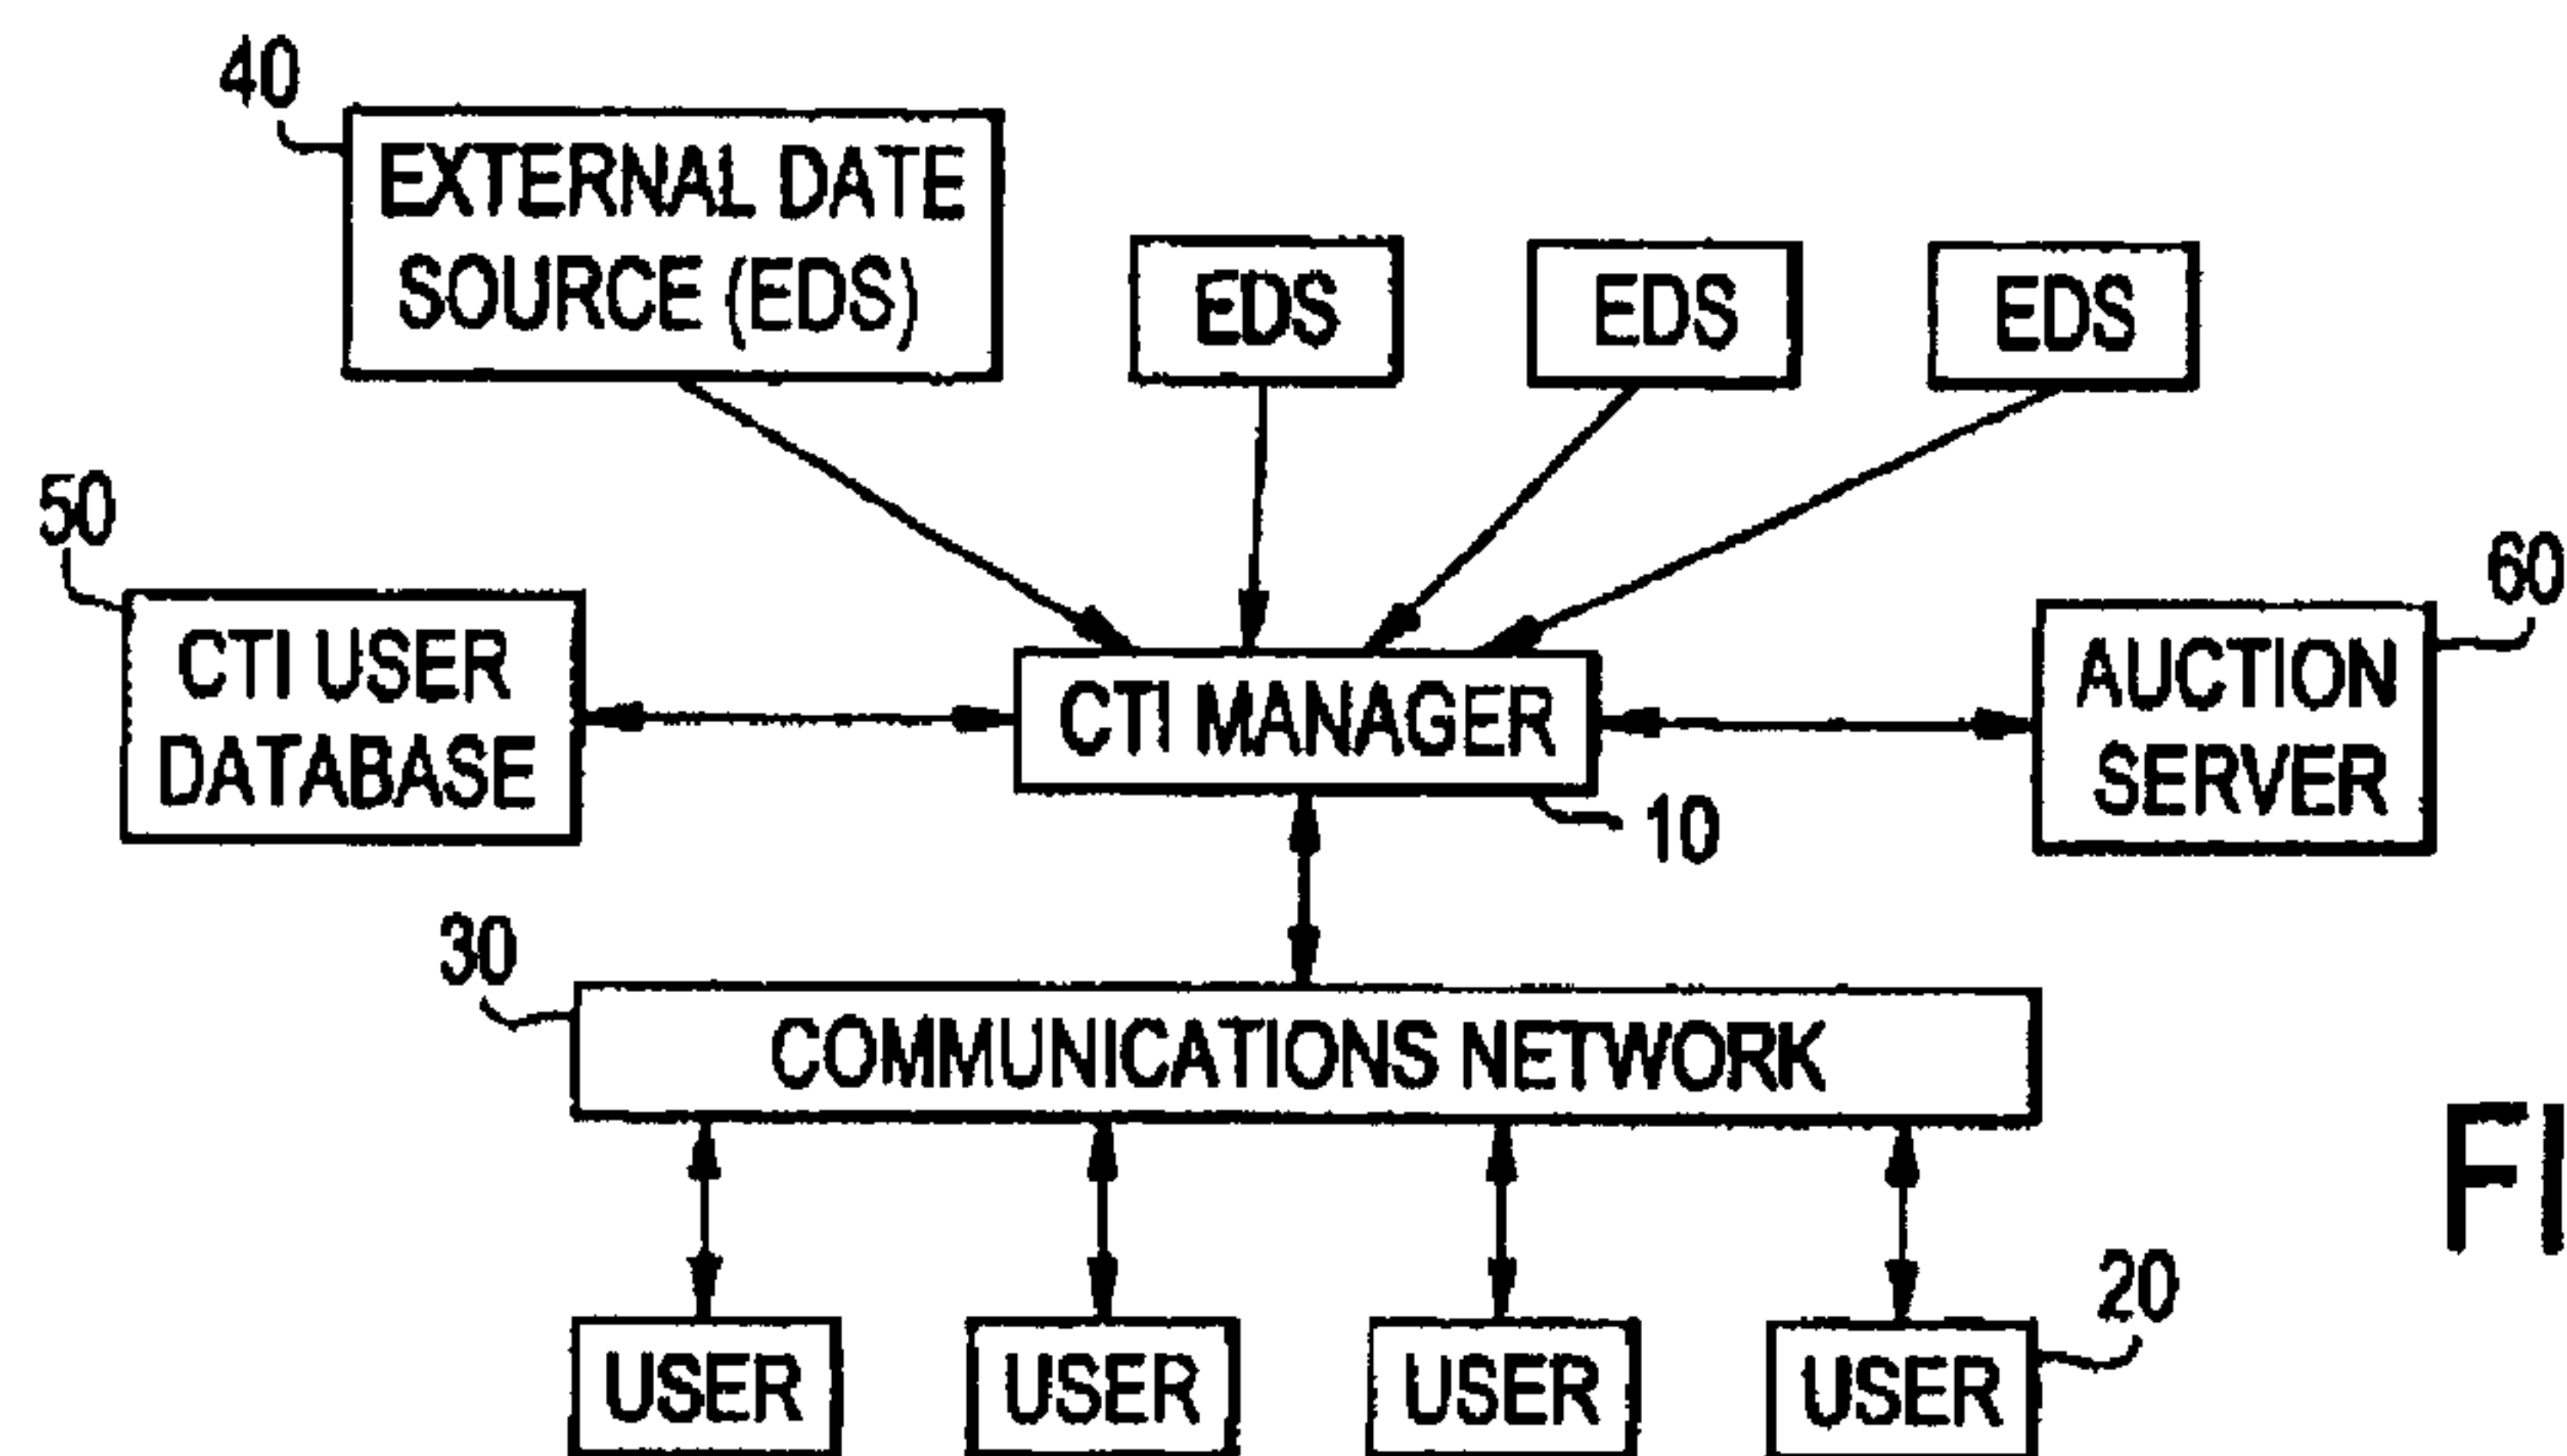 40
EXTERNAL DATE
SOURCE (EDS)
EDS
EDS
EDS
50
CTI USER
DATABASE
CTI MANAGER
10
60
AUCTION
SERVER
30
COMMUNICATIONS NETWORK
FI
USER
USER
USER
USER
20